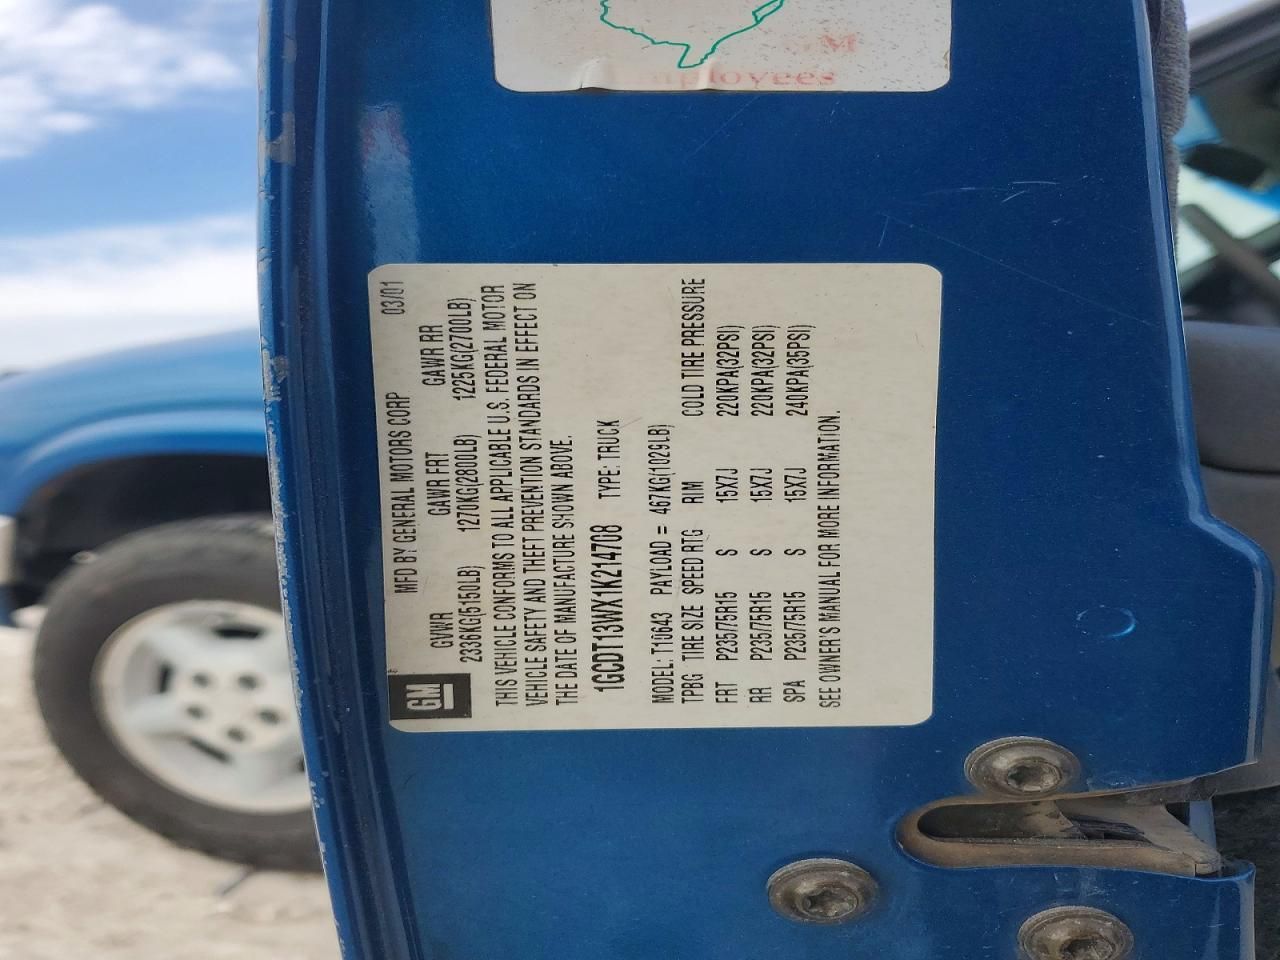 GM
Employees
MFD BY GENERAL MOTORS CORP 03/01
GM
GVWR GAWR FRT GAWR RR
2336KG(5150LB) 1270KG(2800LB) 1225KG(2700LB)
THIS VEHICLE CONFORMS TO ALL APPLICABLE U.S. FEDERAL MOTOR
VEHICLE SAFETY AND THEFT PREVENTION STANDARDS IN EFFECT ON
THE DATE OF MANUFACTURE SHOWN ABOVE.
1GCDT13WX1K214708 TYPE: TRUCK
MODEL: T10643 PAYLOAD = 467KG(1029LB)
TPBG TIRE SIZE SPEED RTG RIM COLD TIRE PRESSURE
FRT P235/75R15 S 15X7J 220KPA(32PSI)
RR P235/75R15 S 15X7J 220KPA(32PSI)
SPA P235/75R15 S 15X7J 240KPA(35PSI)
SEE OWNER'S MANUAL FOR MORE INFORMATION.